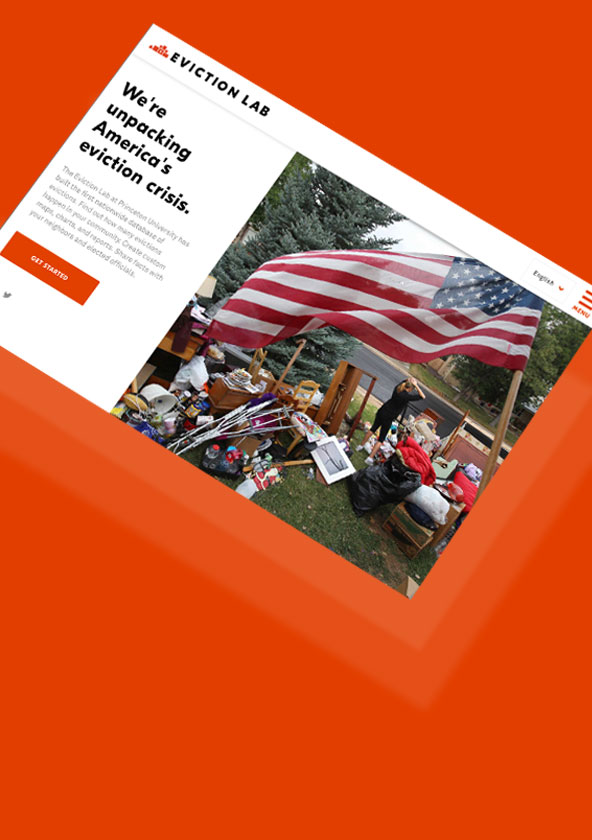 EVICTION LAB
We're
unpacking
America's
eviction crisis.
The Eviction Lab at Princeton University has
built the first nationwide database of
evictions. Find out how many evictions
happen in your community. Create custom
maps, charts, and reports. Share facts with
your neighbors and elected officials.
GET STARTED
English
MENU